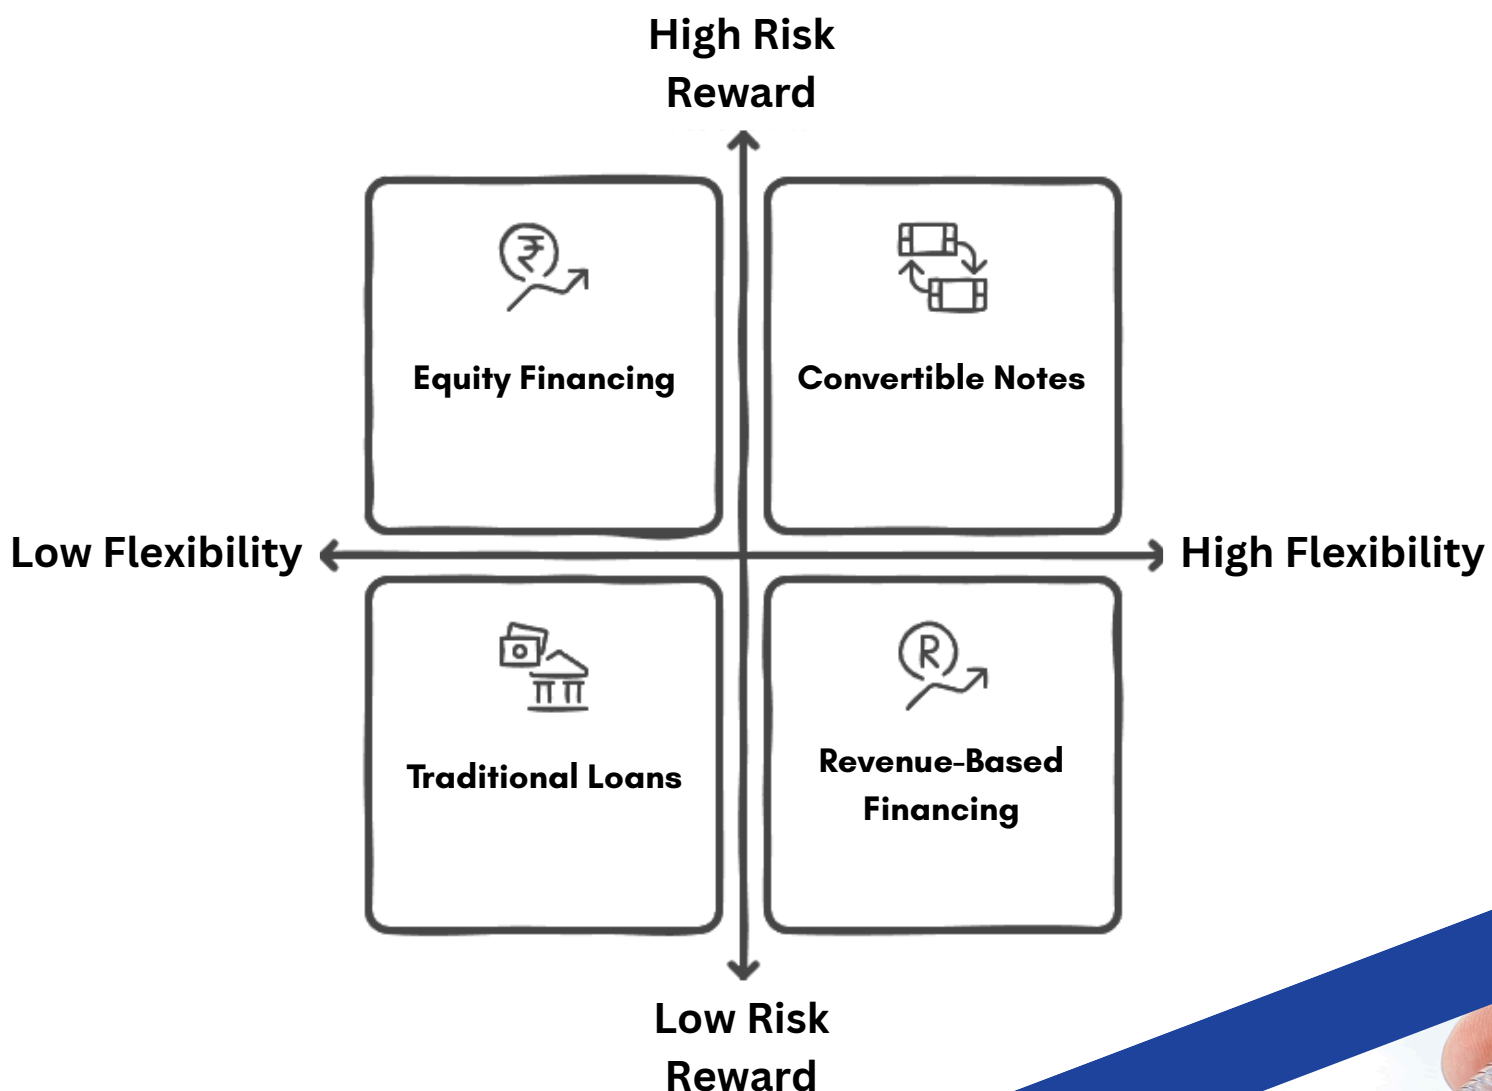 High Risk
Reward
₹
Equity Financing
Convertible Notes
Low Flexibility
High Flexibility
R
Traditional Loans
Revenue-Based
Financing
Low Risk
Reward